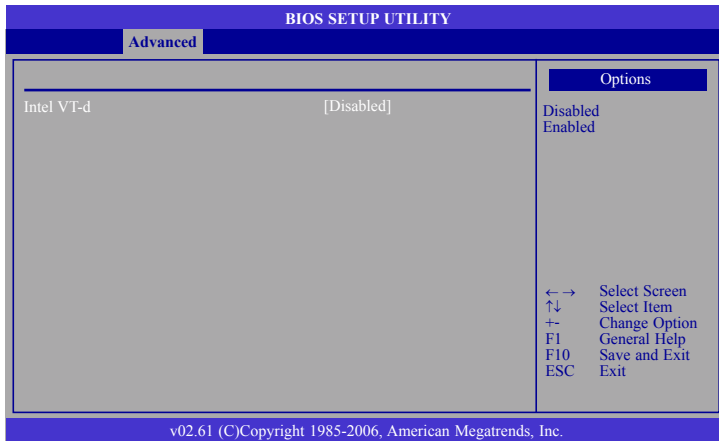 BIOS SETUP UTILITY
Advanced
Intel VT-d [Disabled]
Options
Disabled
Enabled
←→ Select Screen
↑↓ Select Item
+- Change Option
F1 General Help
F10 Save and Exit
ESC Exit
v02.61 (C)Copyright 1985-2006, American Megatrends, Inc.